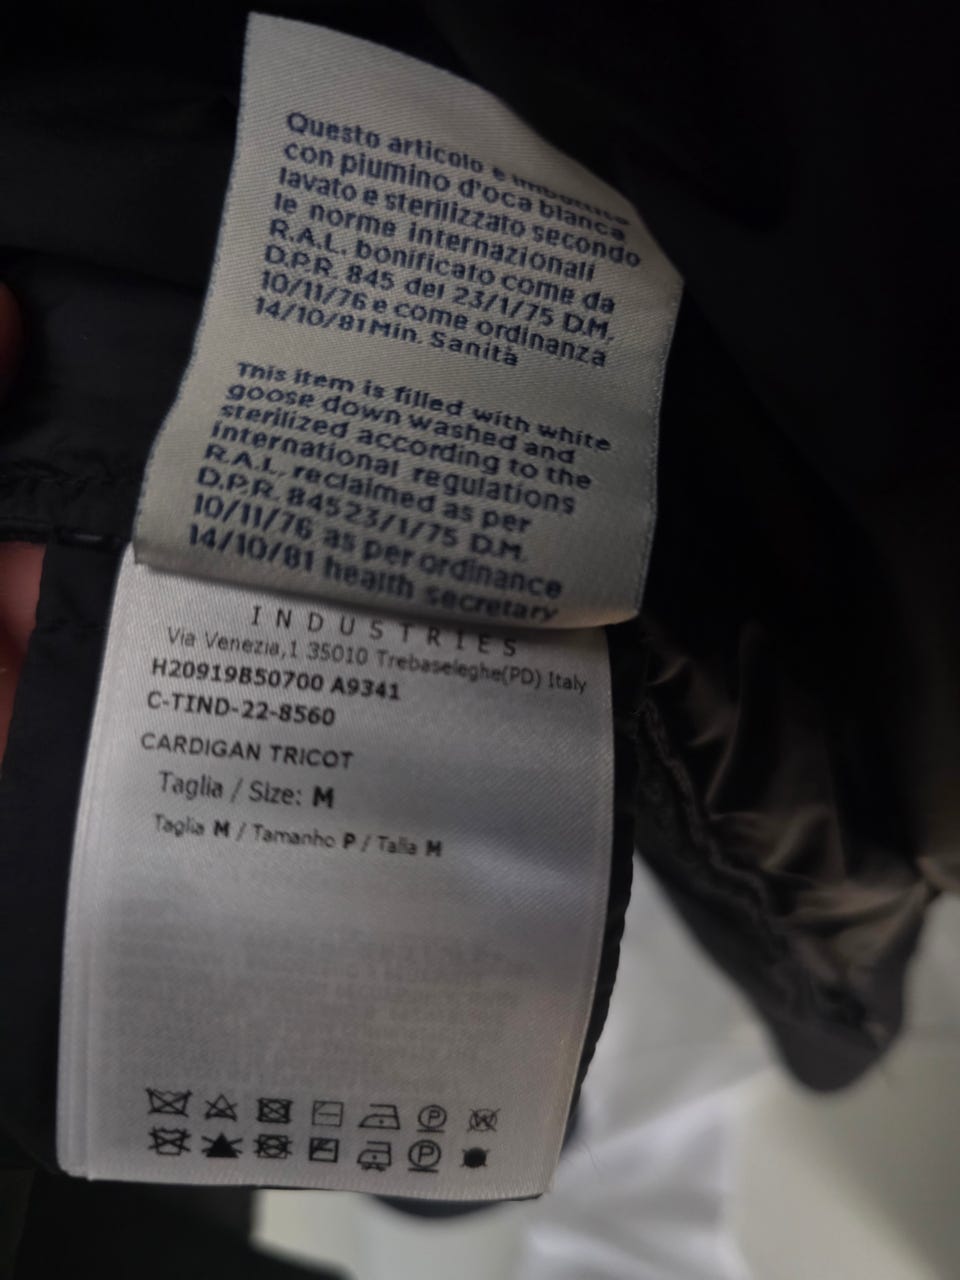 Questo articolo è imbottito
con piumino d'oca bianca
lavato e sterilizzato secondo
le norme internazionali
R.A.L. bonificato come da
D.P.R. 845 del 23/1/75 D.M.
10/11/76 e come ordinanza
14/10/81 Min. Sanità
This item is filled with white
goose down washed and
sterilized according to the
international regulations
R.A.L. reclaimed as per
D.P.R. 845 23/1/75 D.M.
10/11/76 as per ordinance
14/10/81 health secretary
INDUSTRIES
Via Venezia,1 35010 Trebaseleghe(PD) Italy
H20919B50700 A9341
C-TIND-22-8560
CARDIGAN TRICOT
Taglia / Size: M
Taglia M / Tamanho P / Talla M
P W
P